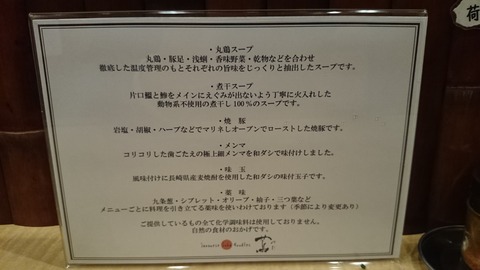 荷
・丸鶏スープ
丸鶏・豚足・浅蜊・香味野菜・乾物などを合わせ
徹底した温度管理のもとそれぞれの旨味をじっくりと抽出したスープです。
・煮干スープ
片口鰮と鯵をメインにえぐみが出ないよう丁寧に火入れした
動物系不使用の煮干し100%のスープです。
・焼 豚
岩塩・胡椒・ハーブなどでマリネしオーブンでローストした焼豚です。
・メンマ
コリコリした歯ごたえの極上細メンマを和ダシで味付けしました。
・味 玉
風味付けに長崎県産麦焼酎を使用した和ダシの味付玉子です。
・薬 味
九条葱・シブレット・オリーブ・柚子・三つ葉など
メニューごとに料理を引き立てる薬味を使いわけております（季節により変更あり）
ご提供しているもの全て化学調味料は使用しておりません。
自然の食材のおかげです。
Japanese Noodles